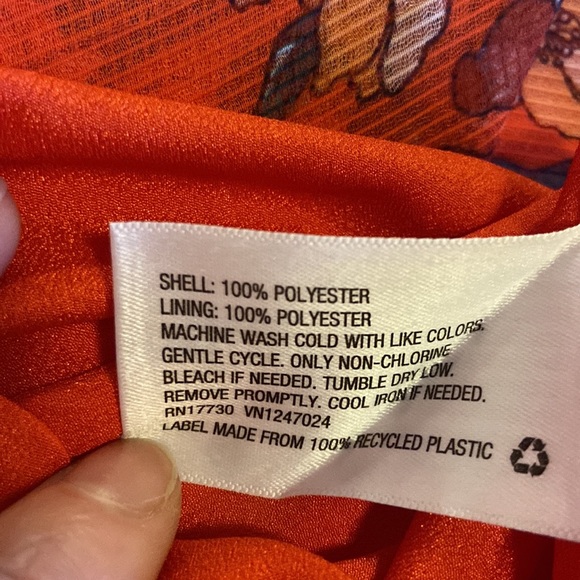 SHELL: 100% POLYESTER
LINING: 100% POLYESTER
MACHINE WASH COLD WITH LIKE COLORS.
GENTLE CYCLE. ONLY NON-CHLORINE
BLEACH IF NEEDED. TUMBLE DRY LOW.
REMOVE PROMPTLY. COOL IRON IF NEEDED.
RN17730 VN1247024
LABEL MADE FROM 100% RECYCLED PLASTIC